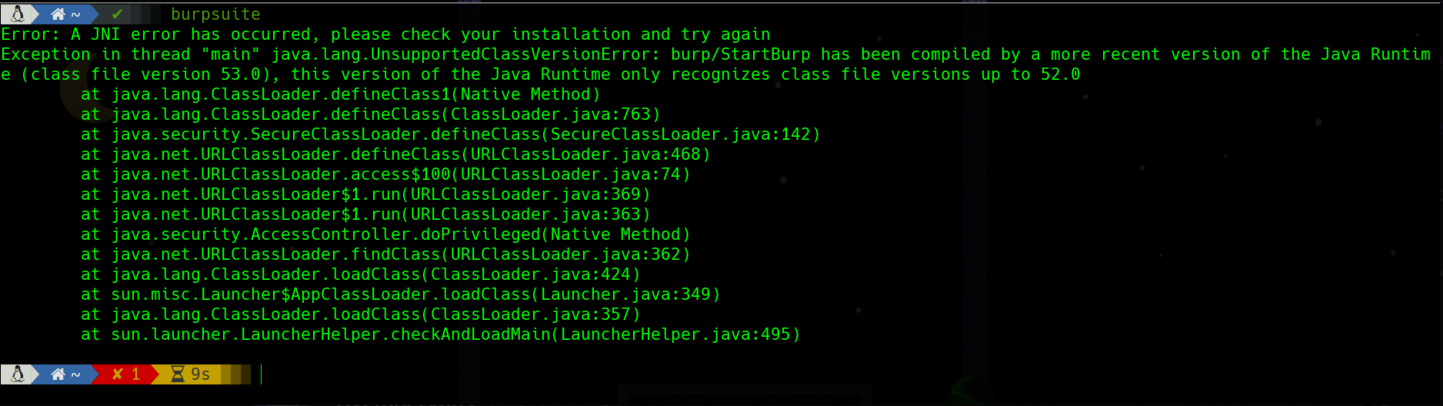 ~ ✔ burpsuite
Error: A JNI error has occurred, please check your installation and try again
Exception in thread "main" java.lang.UnsupportedClassVersionError: burp/StartBurp has been compiled by a more recent version of the Java Runtim
e (class file version 53.0), this version of the Java Runtime only recognizes class file versions up to 52.0
at java.lang.ClassLoader.defineClass1(Native Method)
at java.lang.ClassLoader.defineClass(ClassLoader.java:763)
at java.security.SecureClassLoader.defineClass(SecureClassLoader.java:142)
at java.net.URLClassLoader.defineClass(URLClassLoader.java:468)
at java.net.URLClassLoader.access$100(URLClassLoader.java:74)
at java.net.URLClassLoader$1.run(URLClassLoader.java:369)
at java.net.URLClassLoader$1.run(URLClassLoader.java:363)
at java.security.AccessController.doPrivileged(Native Method)
at java.net.URLClassLoader.findClass(URLClassLoader.java:362)
at java.lang.ClassLoader.loadClass(ClassLoader.java:424)
at sun.misc.Launcher$AppClassLoader.loadClass(Launcher.java:349)
at java.lang.ClassLoader.loadClass(ClassLoader.java:357)
at sun.launcher.LauncherHelper.checkAndLoadMain(LauncherHelper.java:495)
~ ✘ 1 9s